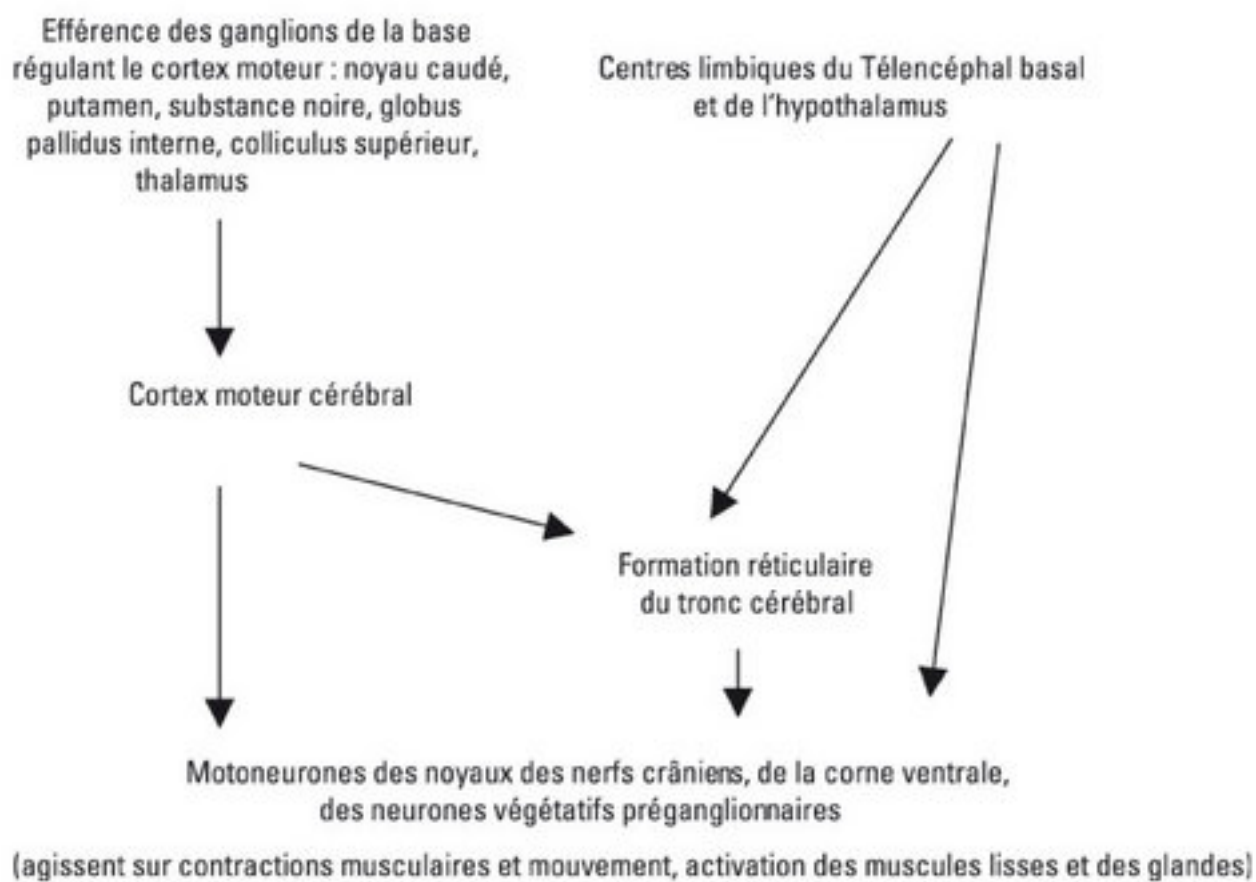 Efférence des ganglions de la base
régulant le cortex moteur : noyau caudé,
putamen, substance noire, globus
pallidus interne, colliculus supérieur,
thalamus
Centres limbiques du Télencéphal basal
et de l'hypothalamus
Cortex moteur cérébral
Formation réticulaire
du tronc cérébral
Motoneurones des noyaux des nerfs crâniens, de la corne ventrale,
des neurones végétatifs préganglionnaires
(agissent sur contractions musculaires et mouvement, activation des muscules lisses et des glandes)